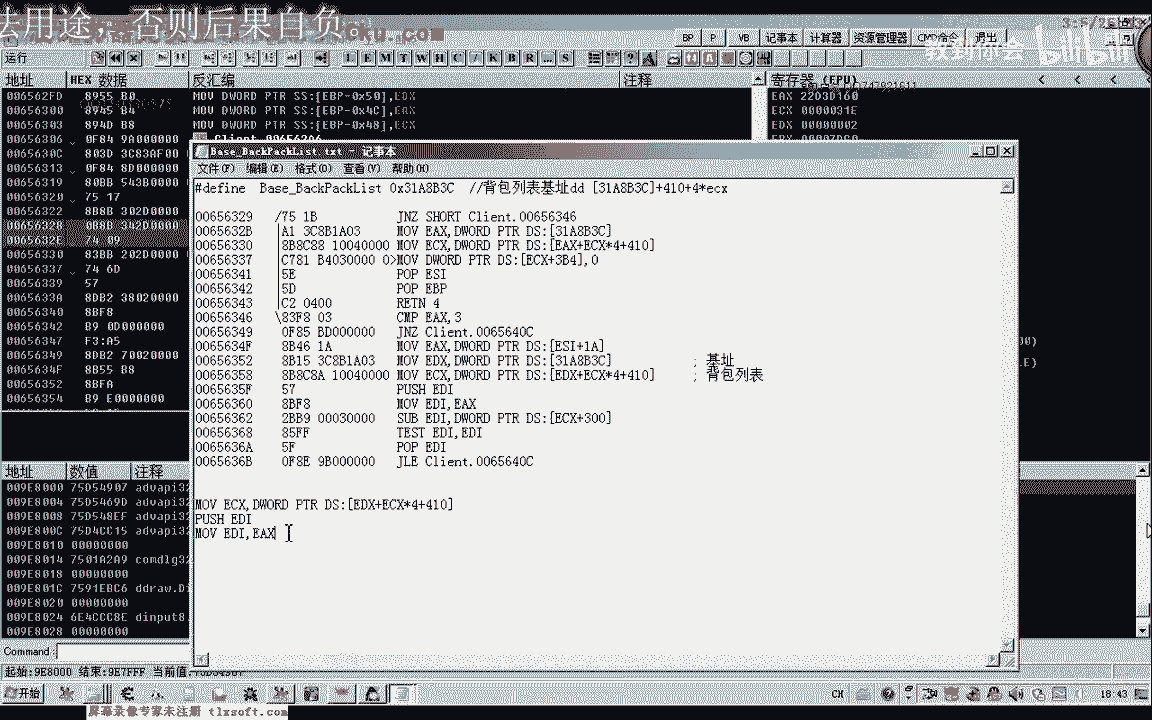 法用途，否则后果自负。
3:5/26
BP P VB 记事本 计算器 资源管理器 CMD命令 退出
运行
L E M T W H C / K B R ... S
教到你会 bilibili
地址 HEX 数据 反汇编 注释 寄存器 (FPU) < < <
006562FD 8955 B0 MOV DWORD PTR SS:[EBP-0x50],EDX EAX 2203D160
00656300 8945 B4 MOV DWORD PTR SS:[EBP-0x4C],EAX ECX 0000031E
00656303 894D B8 MOV DWORD PTR SS:[EBP-0x48],ECX EDX 00000002
00656306 0F84 9A000000
0065630C 803D 3C83AF00
00656313 0F84 8D000000
00656319 80BB 543B0000
00656320 75 17
00656322 8B8B 302D0000
00656328 0B8B 342D0000
0065632E 74 09
00656330 83BB 202D0000
00656337 74 6D
00656339 57
0065633A 8DB2 38020000
00656340 8BF8
00656342 B9 0D000000
00656347 F3:A5
00656349 8DB2 70020000
0065634F 8B55 B8
00656352 8BFA
00656354 B9 E0000000
Base_BackPackList.txt - 记事本
文件(F) 编辑(E) 格式(O) 查看(V) 帮助(H)
#define Base_BackPackList 0x31A8B3C //背包列表基址dd [31A8B3C]+410+4*ecx
00656329 /75 1B JNZ SHORT Client.00656346
0065632B |A1 3C8B1A03 MOV EAX,DWORD PTR DS:[31A8B3C]
00656330 |8B8C88 10040000 MOV ECX,DWORD PTR DS:[EAX+ECX*4+410]
00656337 |C781 B4030000 0>MOV DWORD PTR DS:[ECX+3B4],0
00656341 |5E POP ESI
00656342 |5D POP EBP
00656343 |C2 0400 RETN 4
00656346 \83F8 03 CMP EAX,3
00656349 0F85 BD000000 JNZ Client.0065640C
0065634F 8B46 1A MOV EAX,DWORD PTR DS:[ESI+1A]
00656352 8B15 3C8B1A03 MOV EDX,DWORD PTR DS:[31A8B3C] ; 基址
00656358 8B8C8A 10040000 MOV ECX,DWORD PTR DS:[EDX+ECX*4+410] ; 背包列表
0065635F 57 PUSH EDI
00656360 8BF8 MOV EDI,EAX
00656362 2BB9 00030000 SUB EDI,DWORD PTR DS:[ECX+300]
00656368 85FF TEST EDI,EDI
0065636A 5F POP EDI
0065636B 0F8E 9B000000 JLE Client.0065640C
MOV ECX,DWORD PTR DS:[EDX+ECX*4+410]
PUSH EDI
MOV EDI,EAX
地址 数值 注释
009E8000 75D54907 advapi32
009E8004 75D5469D advapi32
009E8008 75D548EF advapi32
009E800C 75D4CC15 advapi32
009E8010 00000000
009E8014 7501A2A9 comdlg32
009E8018 00000000
009E801C 7591EBC6 ddraw.Di
009E8020 00000000
009E8024 6E4CCC8E dinput8.
009E8028 00000000
Command:
起始:9E8000 结束:9E7FFF 当前值:75D54907
开始 CH 18:43
屏幕录像专家未注册 tlxsoft.com